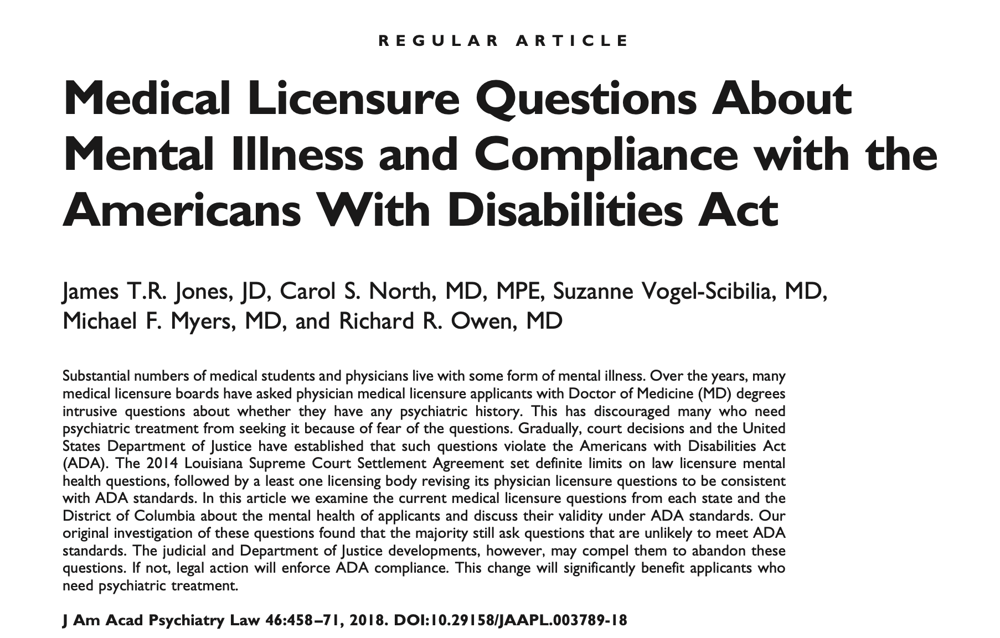 REGULAR ARTICLE
Medical Licensure Questions About
Mental Illness and Compliance with the
Americans With Disabilities Act
James T.R. Jones, JD, Carol S. North, MD, MPE, Suzanne Vogel-Scibilia, MD,
Michael F. Myers, MD, and Richard R. Owen, MD
Substantial numbers of medical students and physicians live with some form of mental illness. Over the years, many
medical licensure boards have asked physician medical licensure applicants with Doctor of Medicine (MD) degrees
intrusive questions about whether they have any psychiatric history. This has discouraged many who need
psychiatric treatment from seeking it because of fear of the questions. Gradually, court decisions and the United
States Department of Justice have established that such questions violate the Americans with Disabilities Act
(ADA). The 2014 Louisiana Supreme Court Settlement Agreement set definite limits on law licensure mental
health questions, followed by a least one licensing body revising its physician licensure questions to be consistent
with ADA standards. In this article we examine the current medical licensure questions from each state and the
District of Columbia about the mental health of applicants and discuss their validity under ADA standards. Our
original investigation of these questions found that the majority still ask questions that are unlikely to meet ADA
standards. The judicial and Department of Justice developments, however, may compel them to abandon these
questions. If not, legal action will enforce ADA compliance. This change will significantly benefit applicants who
need psychiatric treatment.
J Am Acad Psychiatry Law 46:458–71, 2018. DOI:10.29158/JAAPL.003789-18